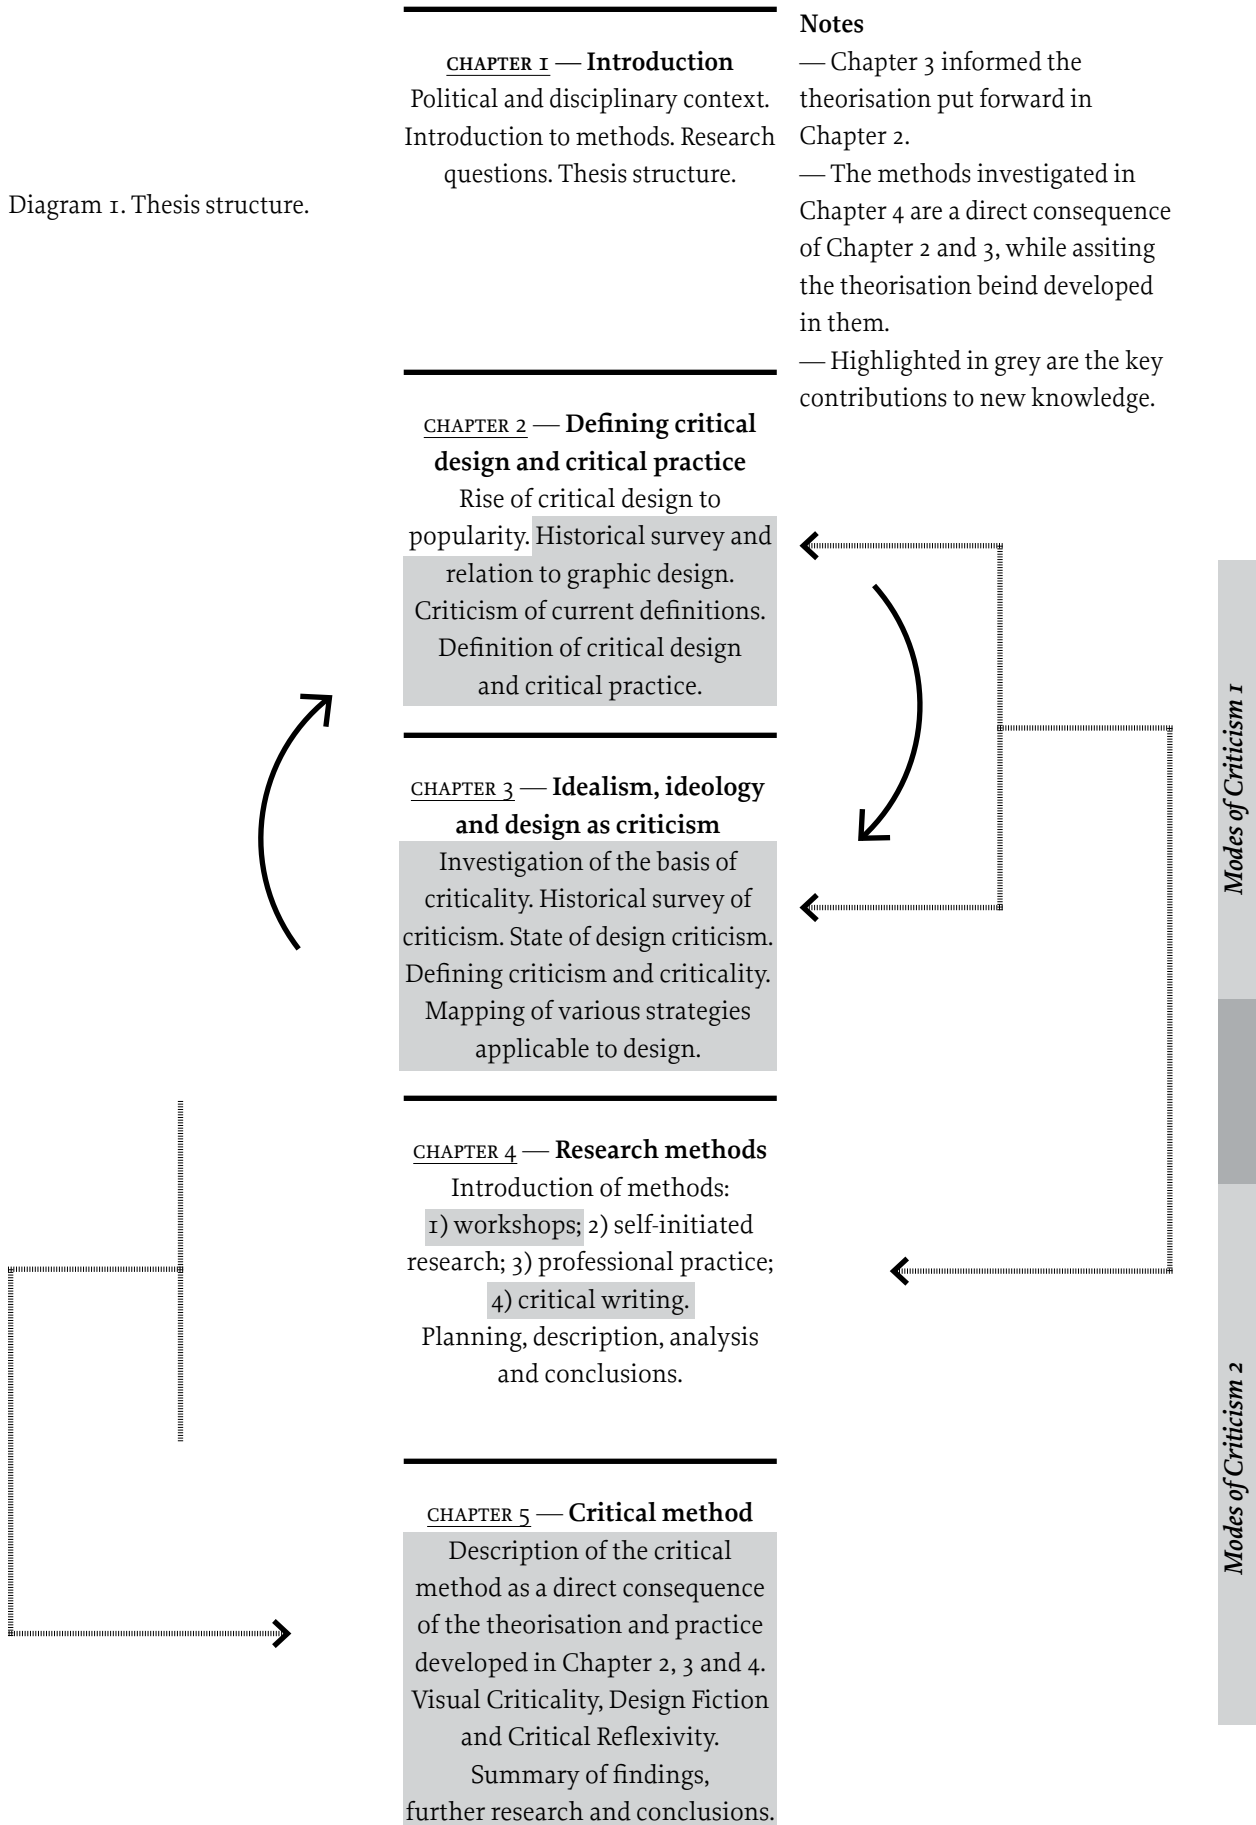 Diagram 1. Thesis structure.
CHAPTER 1 — Introduction
Political and disciplinary context.
Introduction to methods. Research
questions. Thesis structure.
Notes
— Chapter 3 informed the
theorisation put forward in
Chapter 2.
— The methods investigated in
Chapter 4 are a direct consequence
of Chapter 2 and 3, while assiting
the theorisation beind developed
in them.
— Highlighted in grey are the key
contributions to new knowledge.
CHAPTER 2 — Defining critical
design and critical practice
Rise of critical design to
popularity. Historical survey and
relation to graphic design.
Criticism of current definitions.
Definition of critical design
and critical practice.
CHAPTER 3 — Idealism, ideology
and design as criticism
Investigation of the basis of
criticality. Historical survey of
criticism. State of design criticism.
Defining criticism and criticality.
Mapping of various strategies
applicable to design.
CHAPTER 4 — Research methods
Introduction of methods:
1) workshops; 2) self-initiated
research; 3) professional practice;
4) critical writing.
Planning, description, analysis
and conclusions.
CHAPTER 5 — Critical method
Description of the critical
method as a direct consequence
of the theorisation and practice
developed in Chapter 2, 3 and 4.
Visual Criticality, Design Fiction
and Critical Reflexivity.
Summary of findings,
further research and conclusions.
Modes of Criticism 1
Modes of Criticism 2